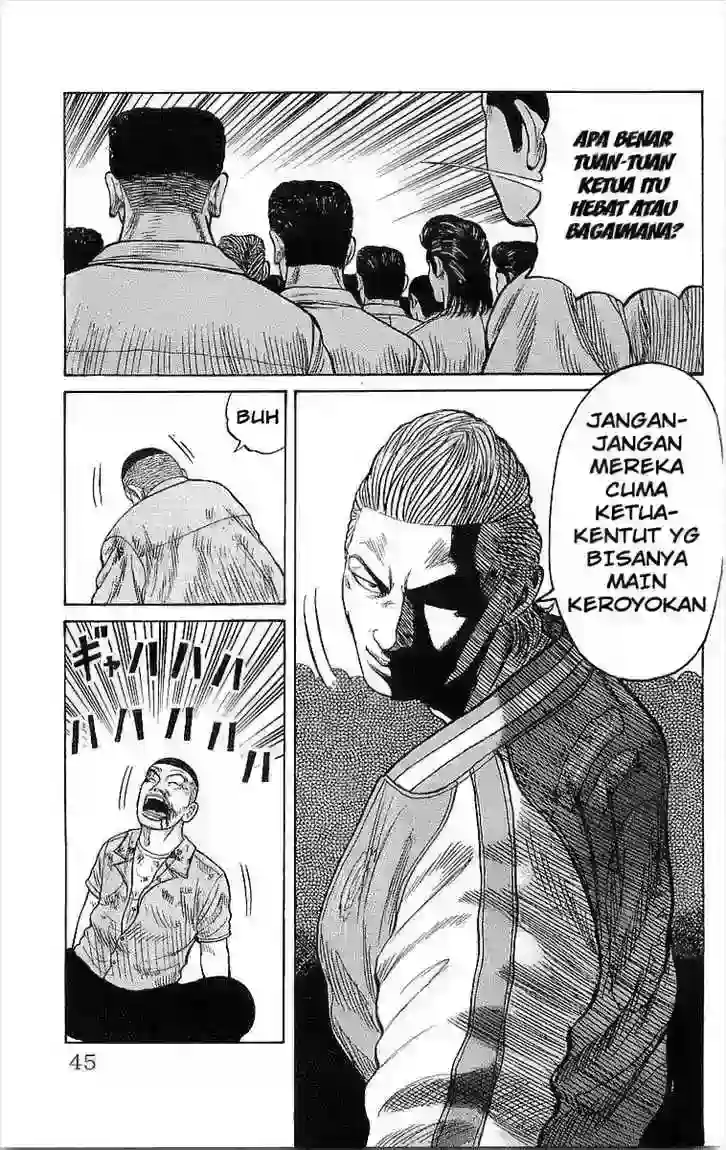 APA BENAR
TUAN-TUAN
KETUA ITU
HEBAT ATAU
BAGAIMANA?
JANGAN-
JANGAN
MEREKA
CUMA
KETUA-
KENTUT YG
BISANYA
MAIN
KEROYOKAN
BUH
ギャハハハハ
ハハハハハ
45